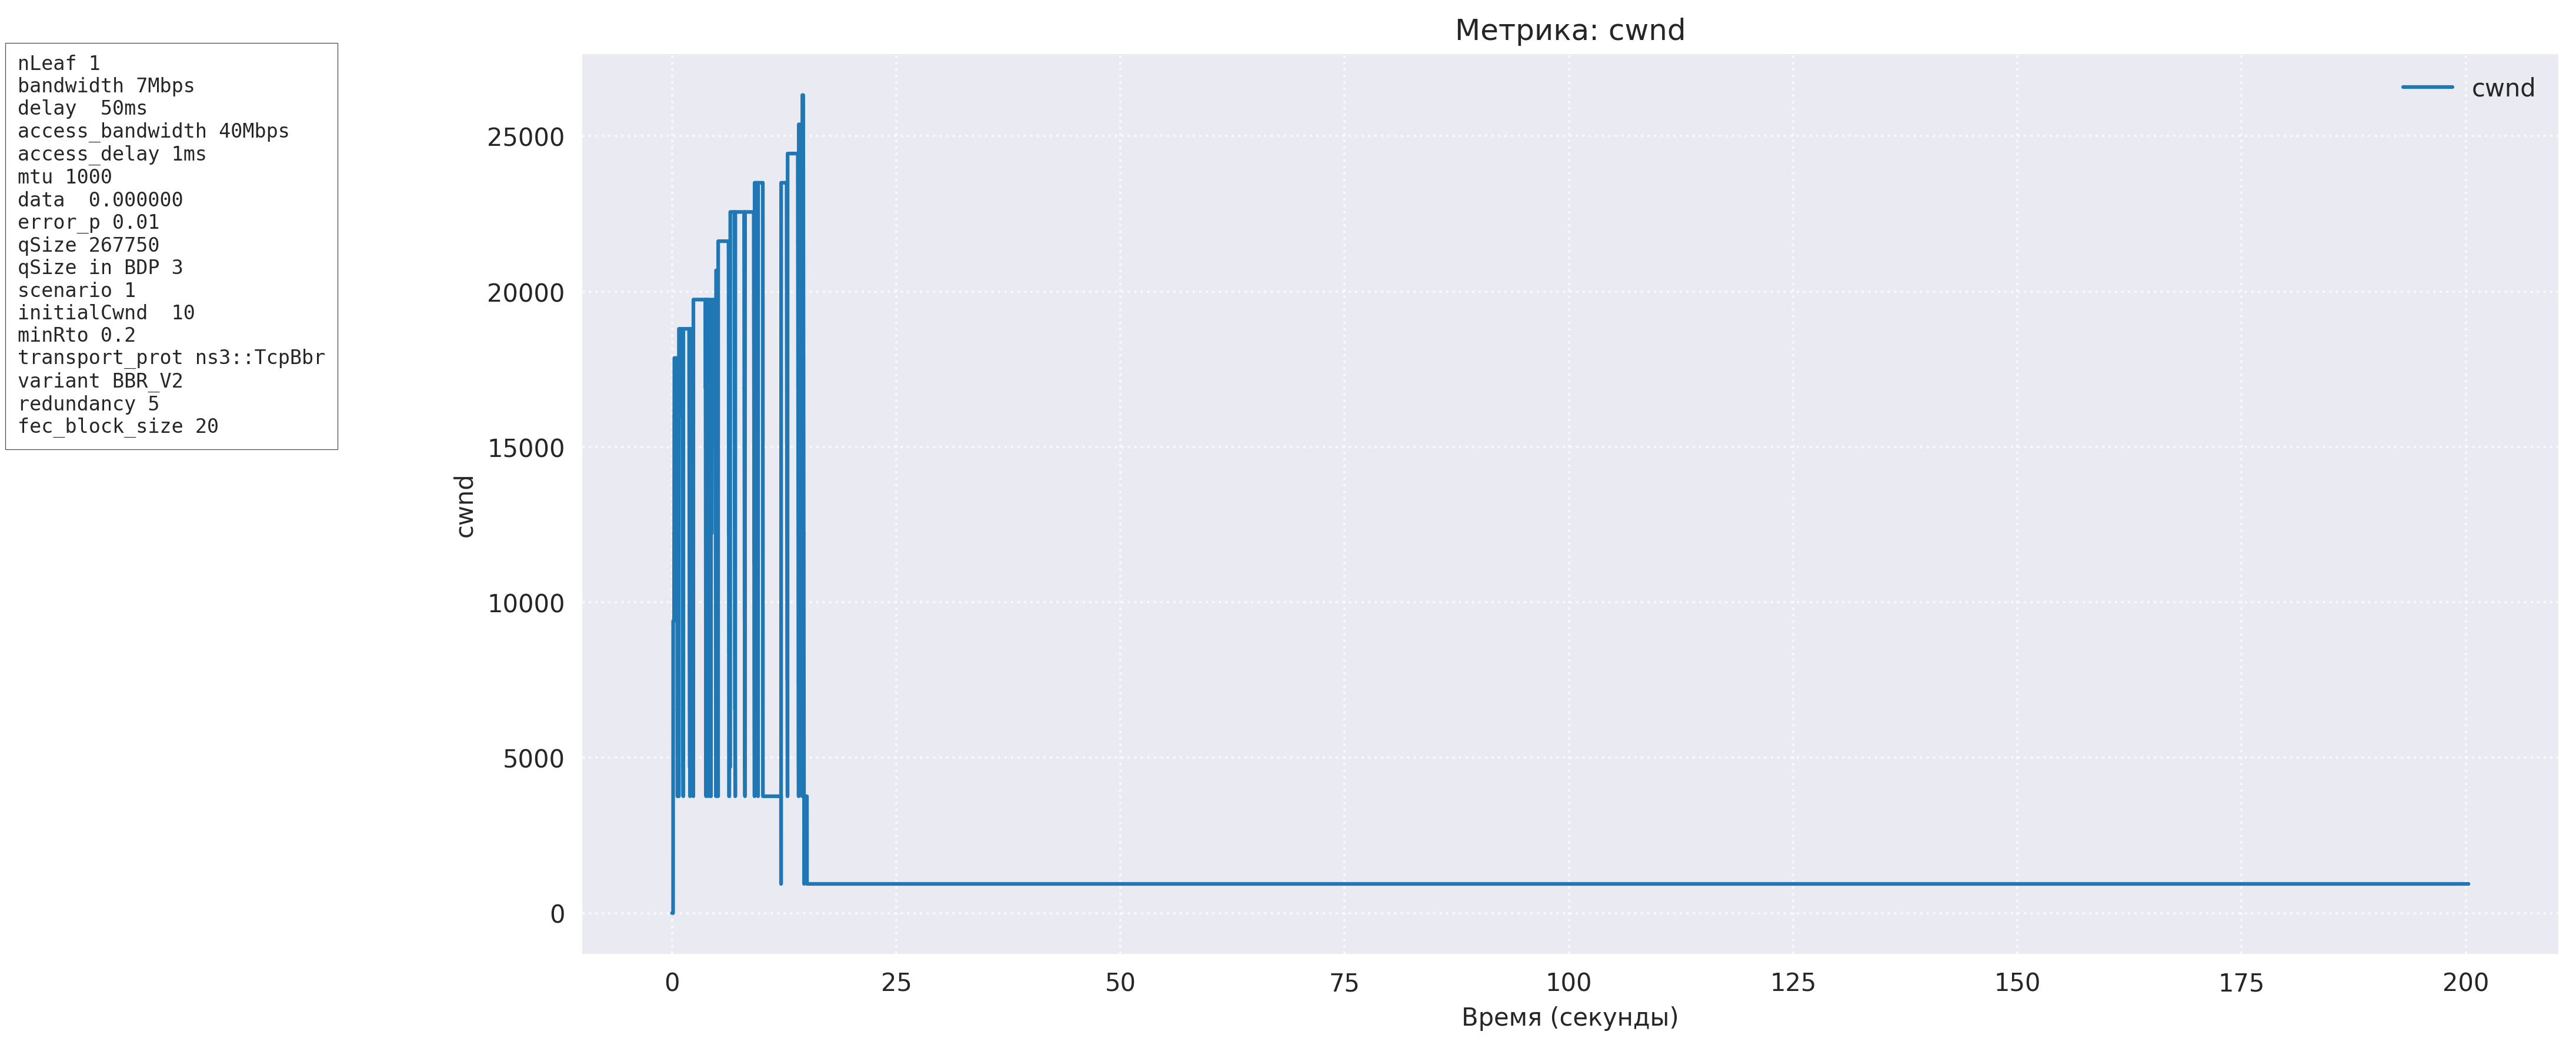 Метрика: cwnd
nLeaf 1
bandwidth 7Mbps
delay  50ms
access_bandwidth 40Mbps
access_delay 1ms
mtu 1000
data  0.000000
error_p 0.01
qSize 267750
qSize in BDP 3
scenario 1
initialCwnd  10
minRto 0.2
transport_prot ns3::TcpBbr
variant BBR_V2
redundancy 5
fec_block_size 20
cwnd
cwnd
25000
20000
15000
10000
5000
0
0 25 50 75 100 125 150 175 200
Время (секунды)